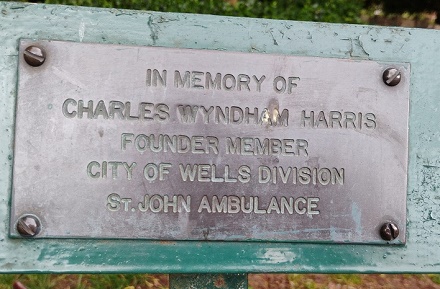 IN MEMORY OF
CHARLES WYNDHAM HARRIS
FOUNDER MEMBER
CITY OF WELLS DIVISION
ST. JOHN AMBULANCE